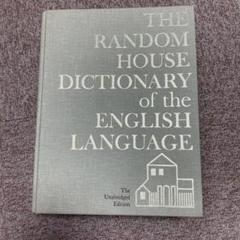 THE
RANDOM
HOUSE
DICTIONARY
of the
ENGLISH
LANGUAGE
The
Unabridged
Edition